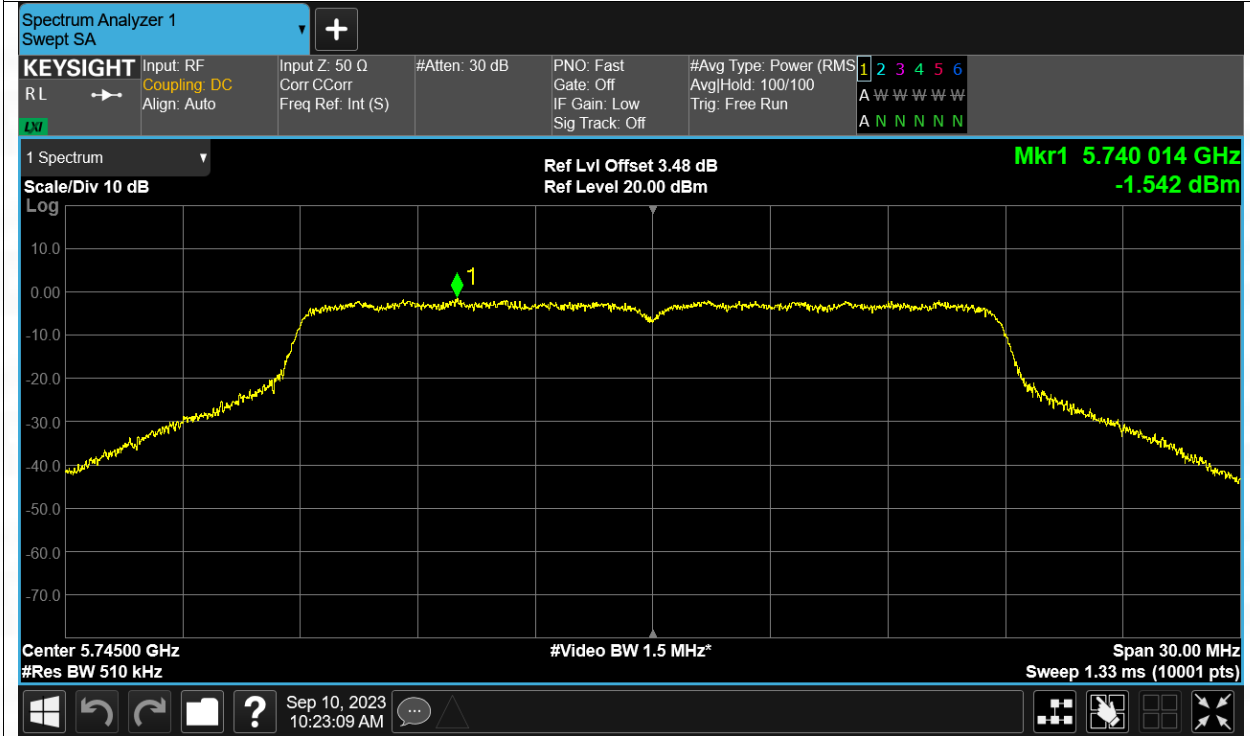 Spectrum Analyzer 1
Swept SA
KEYSIGHT
R L
LXI
Input: RF
Coupling: DC
Align: Auto
Input Z: 50 Ω
Corr CCorr
Freq Ref: Int (S)
#Atten: 30 dB
PNO: Fast
Gate: Off
IF Gain: Low
Sig Track: Off
#Avg Type: Power (RMS
Avg|Hold: 100/100
Trig: Free Run
1 2 3 4 5 6
A W W W W W
A N N N N N
1 Spectrum
Scale/Div 10 dB
Log
Ref Lvl Offset 3.48 dB
Ref Level 20.00 dBm
Mkr1 5.740 014 GHz
-1.542 dBm
10.0
0.00
-10.0
-20.0
-30.0
-40.0
-50.0
-60.0
-70.0
1
Center 5.74500 GHz
#Res BW 510 kHz
#Video BW 1.5 MHz*
Span 30.00 MHz
Sweep 1.33 ms (10001 pts)
?
Sep 10, 2023
10:23:09 AM